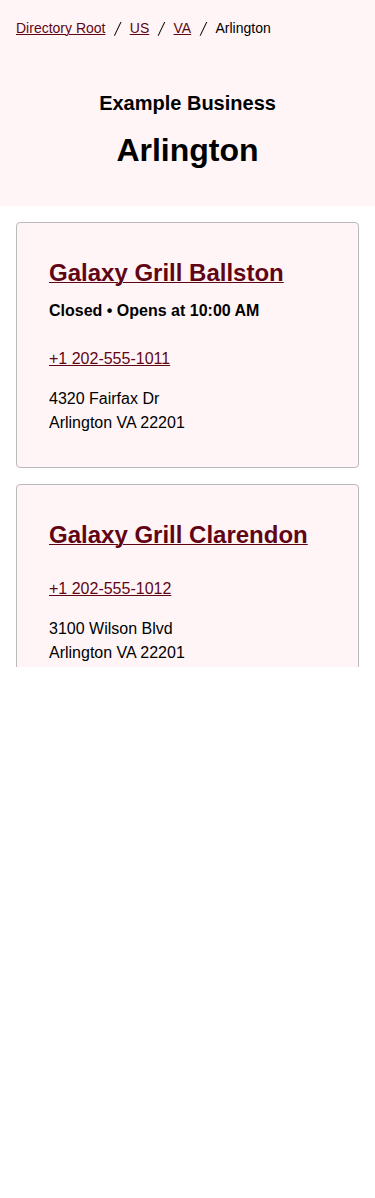 Directory Root / US / VA / Arlington
Example Business
Arlington
Galaxy Grill Ballston
Closed • Opens at 10:00 AM
+1 202-555-1011
4320 Fairfax Dr
Arlington VA 22201
Galaxy Grill Clarendon
+1 202-555-1012
3100 Wilson Blvd
Arlington VA 22201